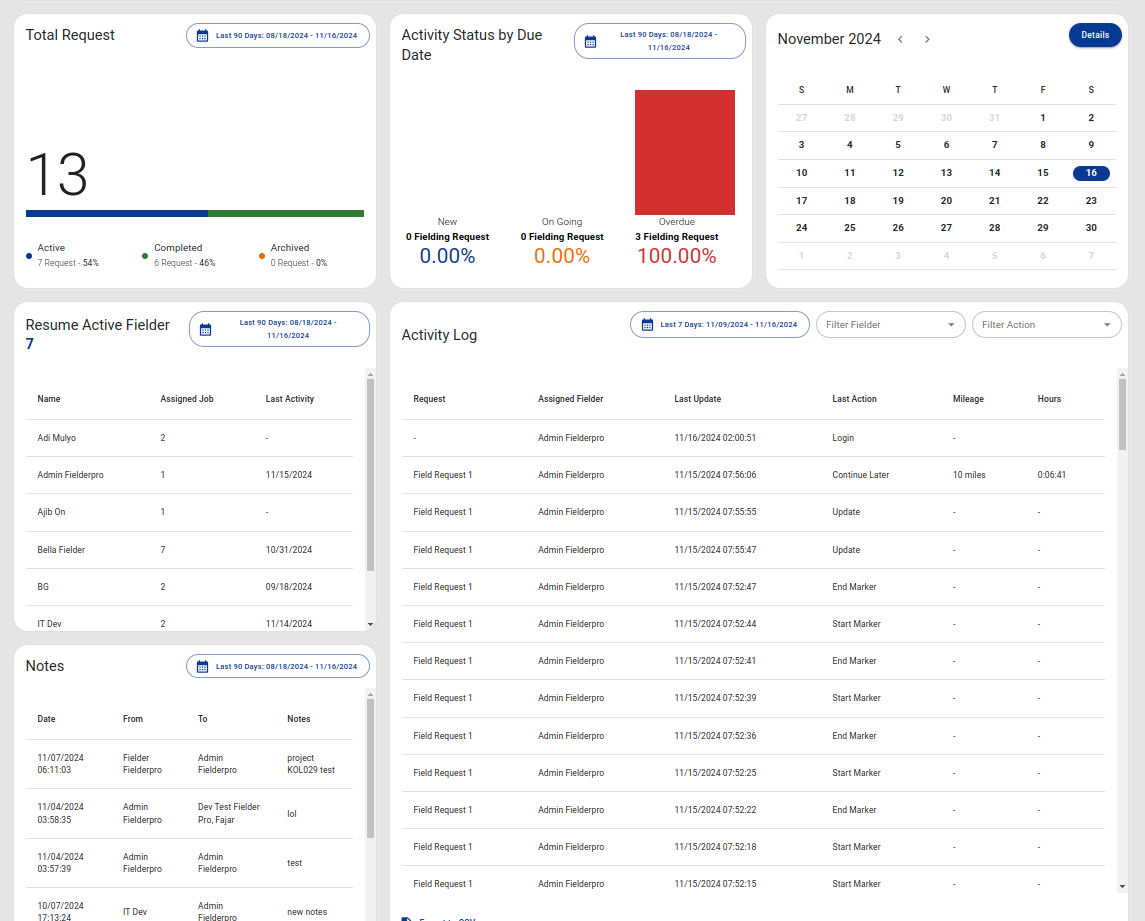 Total Request
Last 90 Days: 08/18/2024 - 11/16/2024
13
Active
7 Request - 54%
Completed
6 Request - 46%
Archived
0 Request - 0%
Activity Status by Due
Date
Last 90 Days: 08/18/2024 -
11/16/2024
New
0 Fielding Request
0.00%
On Going
0 Fielding Request
0.00%
Overdue
3 Fielding Request
100.00%
November 2024
Details
S M T W T F S
27 28 29 30 31 1 2
3 4 5 6 7 8 9
10 11 12 13 14 15 16
17 18 19 20 21 22 23
24 25 26 27 28 29 30
1 2 3 4 5 6 7
Resume Active Fielder
7
Last 90 Days: 08/18/2024 -
11/16/2024
Name Assigned Job Last Activity
Adi Mulyo 2 -
Admin Fielderpro 1 11/15/2024
Ajib On 1 -
Bella Fielder 7 10/31/2024
BG 2 09/18/2024
IT Dev 2 11/14/2024
Notes
Last 90 Days: 08/18/2024 - 11/16/2024
Date From To Notes
11/07/2024 Fielder Admin project
06:11:03 Fielderpro Fielderpro KOL029 test
11/04/2024 Admin Dev Test Fielder
03:58:35 Fielderpro Pro, Fajar lol
11/04/2024 Admin Admin
03:57:39 Fielderpro Fielderpro test
10/07/2024 Admin
17:13:24 IT Dev Fielderpro new notes
Activity Log
Last 7 Days: 11/09/2024 - 11/16/2024
Filter Fielder
Filter Action
Request Assigned Fielder Last Update Last Action Mileage Hours
- Admin Fielderpro 11/16/2024 02:00:51 Login -
Field Request 1 Admin Fielderpro 11/15/2024 07:56:06 Continue Later 10 miles 0:06:41
Field Request 1 Admin Fielderpro 11/15/2024 07:55:55 Update - -
Field Request 1 Admin Fielderpro 11/15/2024 07:55:47 Update - -
Field Request 1 Admin Fielderpro 11/15/2024 07:52:47 End Marker - -
Field Request 1 Admin Fielderpro 11/15/2024 07:52:44 Start Marker - -
Field Request 1 Admin Fielderpro 11/15/2024 07:52:41 End Marker - -
Field Request 1 Admin Fielderpro 11/15/2024 07:52:39 Start Marker - -
Field Request 1 Admin Fielderpro 11/15/2024 07:52:36 End Marker - -
Field Request 1 Admin Fielderpro 11/15/2024 07:52:25 Start Marker - -
Field Request 1 Admin Fielderpro 11/15/2024 07:52:22 End Marker - -
Field Request 1 Admin Fielderpro 11/15/2024 07:52:18 Start Marker - -
Field Request 1 Admin Fielderpro 11/15/2024 07:52:15 Start Marker - -